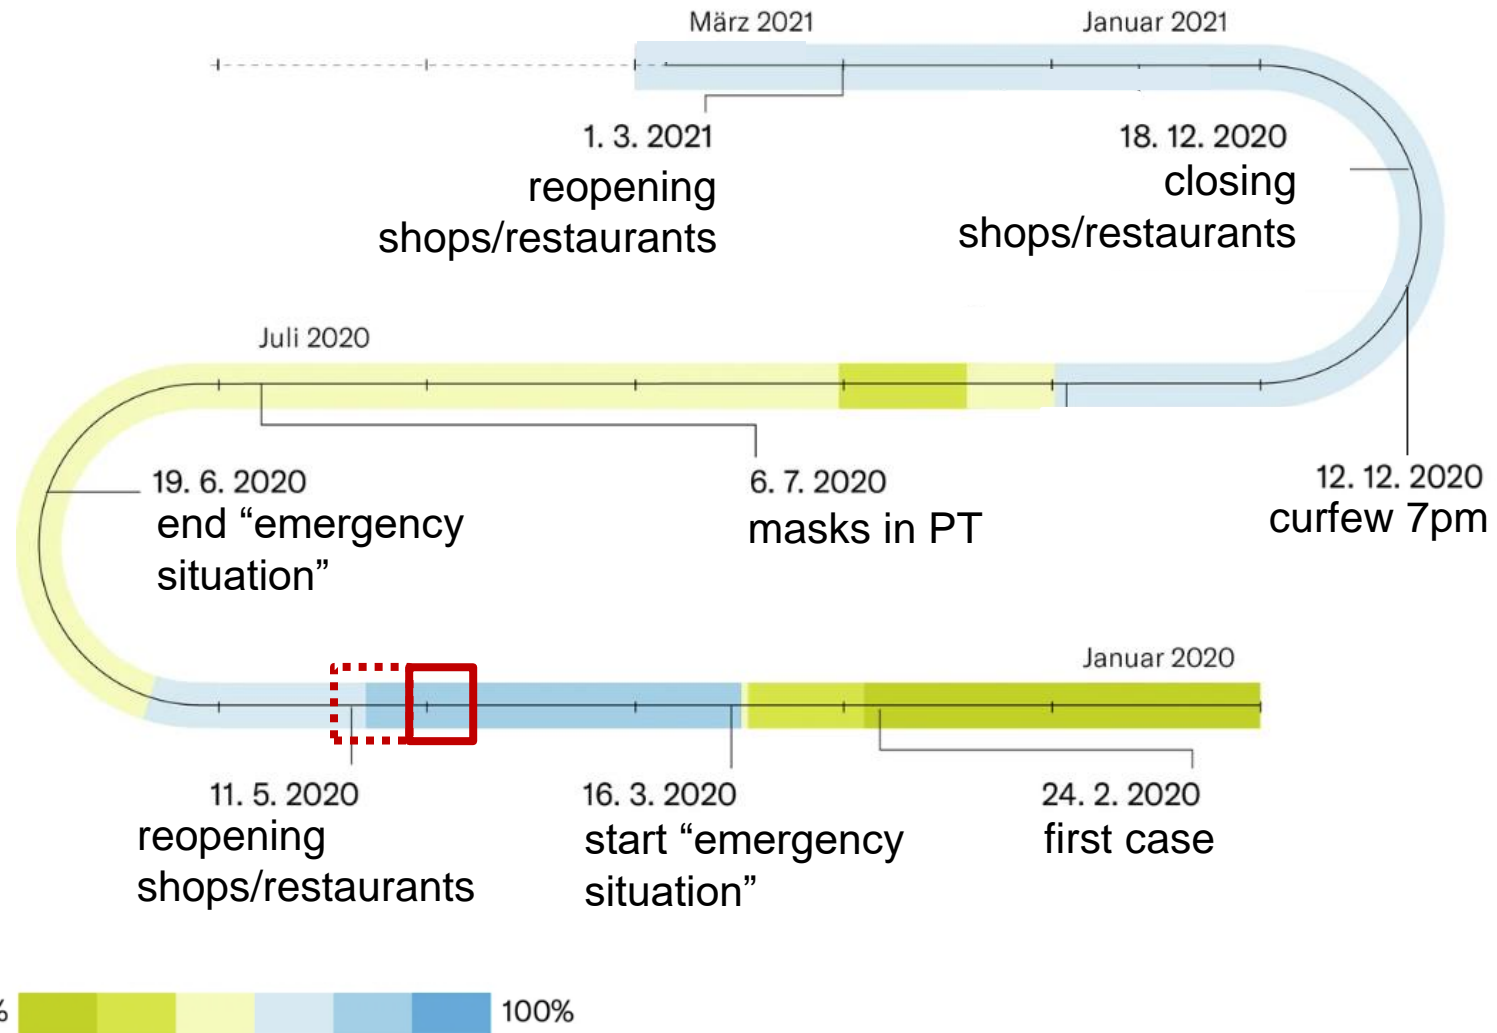 März 2021
Januar 2021
1. 3. 2021
reopening
shops/restaurants
18. 12. 2020
closing
shops/restaurants
Juli 2020
19. 6. 2020
end “emergency
situation”
6. 7. 2020
masks in PT
12. 12. 2020
curfew 7pm
Januar 2020
11. 5. 2020
reopening
shops/restaurants
16. 3. 2020
start “emergency
situation”
24. 2. 2020
first case
%
100%